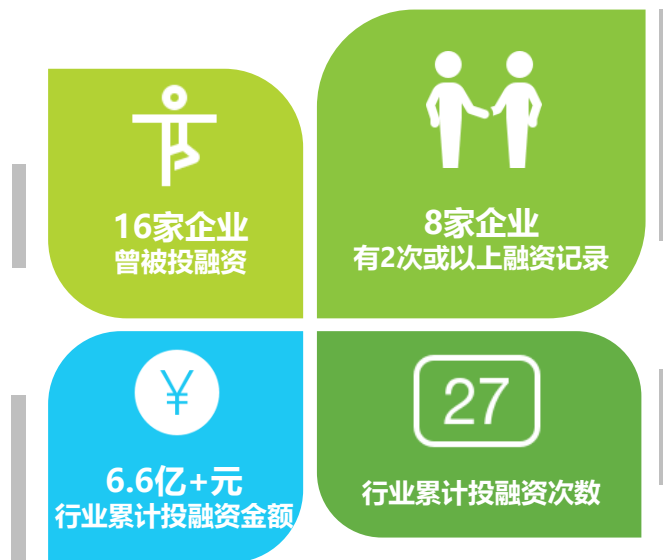 16家企业
曾被投融资
8家企业
有2次或以上融资记录
¥
6.6亿+元
行业累计投融资金额
27
行业累计投融资次数